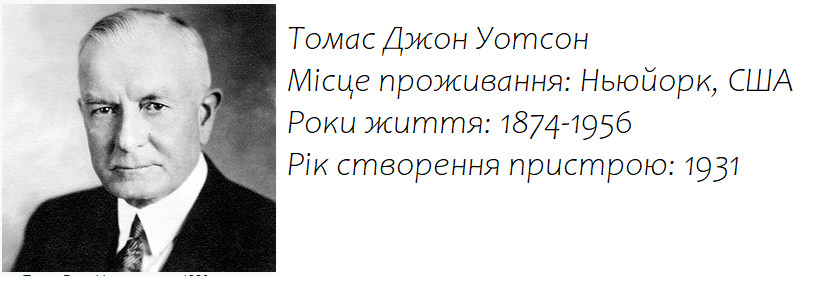 Томас Джон Уотсон
Місце проживання: Ньюйорк, США
Роки життя: 1874-1956
Рік створення пристрою: 1931